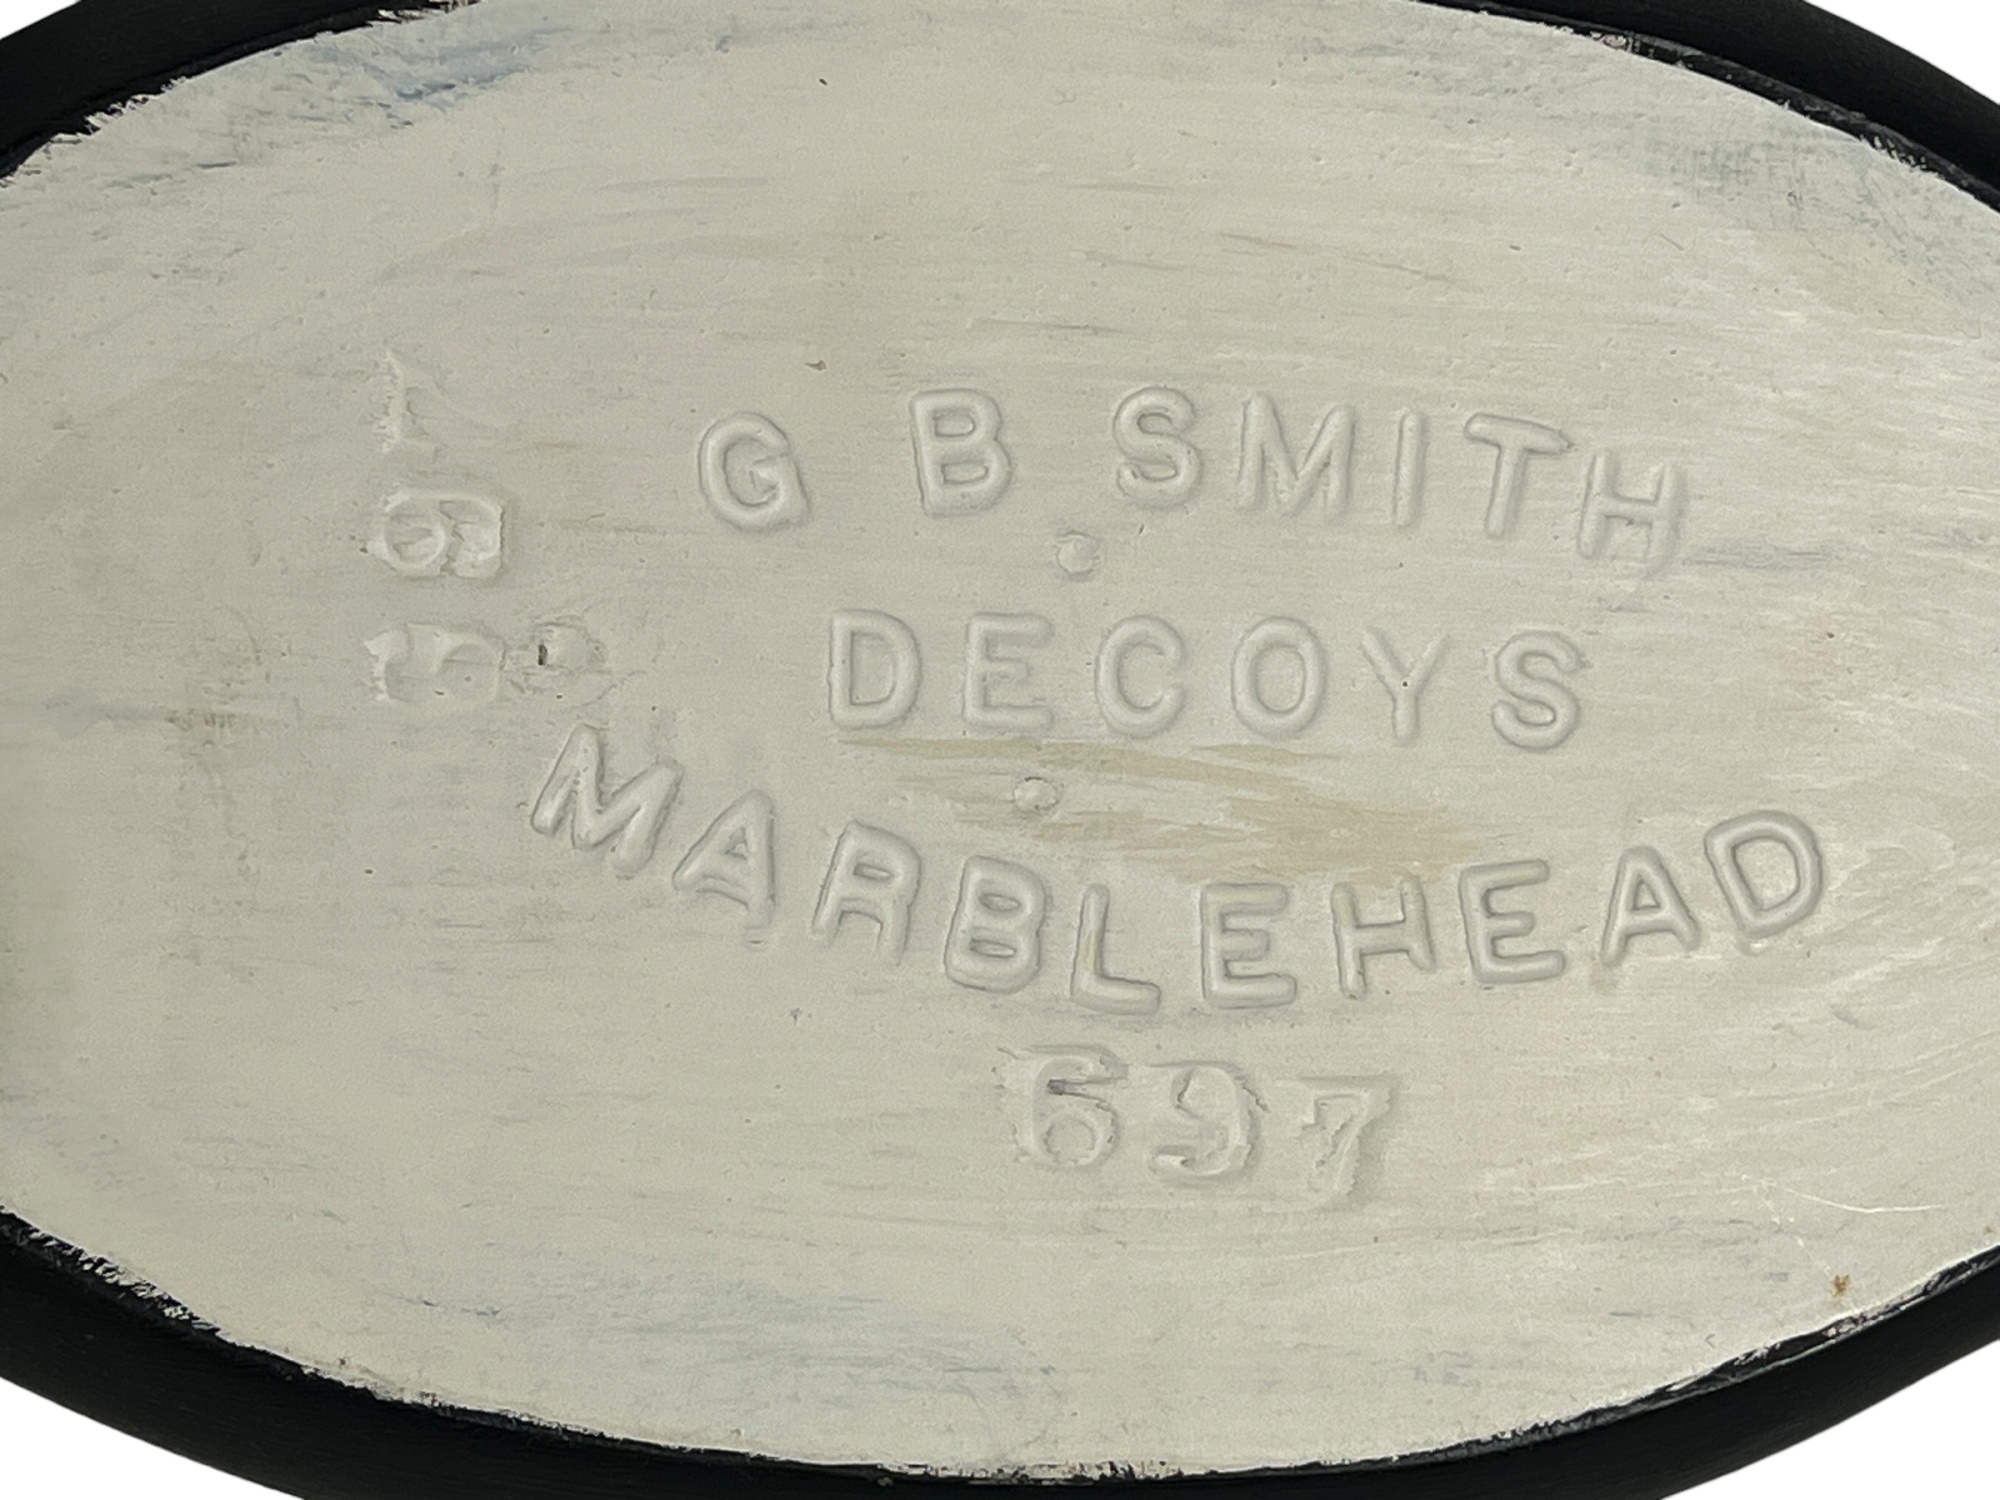 G B SMITH
DECOYS
MARBLEHEAD
697